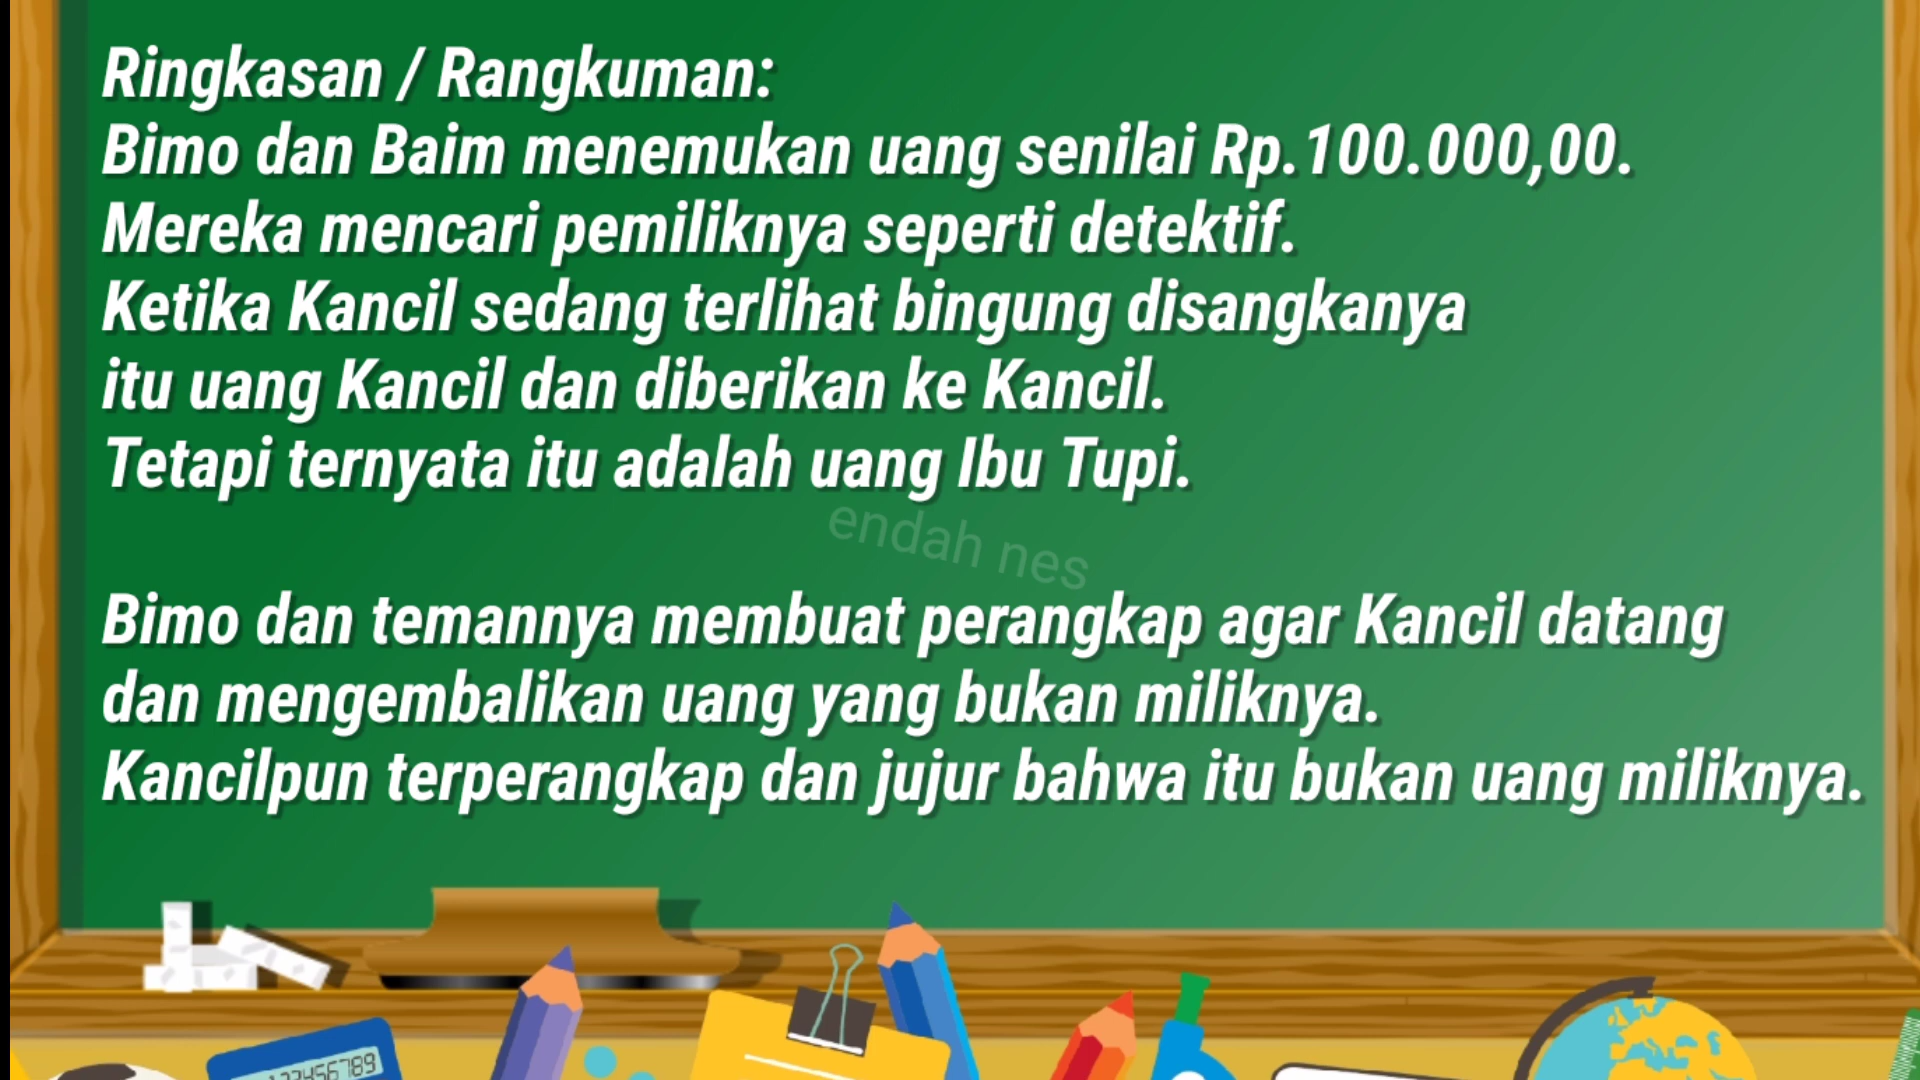 Ringkasan / Rangkuman:
Bimo dan Baim menemukan uang senilai Rp.100.000,00.
Mereka mencari pemiliknya seperti detektif.
Ketika Kancil sedang terlihat bingung disangkanya
itu uang Kancil dan diberikan ke Kancil.
Tetapi ternyata itu adalah uang Ibu Tupi.
endah nes
Bimo dan temannya membuat perangkap agar Kancil datang
dan mengembalikan uang yang bukan miliknya.
Kancilpun terperangkap dan jujur bahwa itu bukan uang miliknya.
123456789